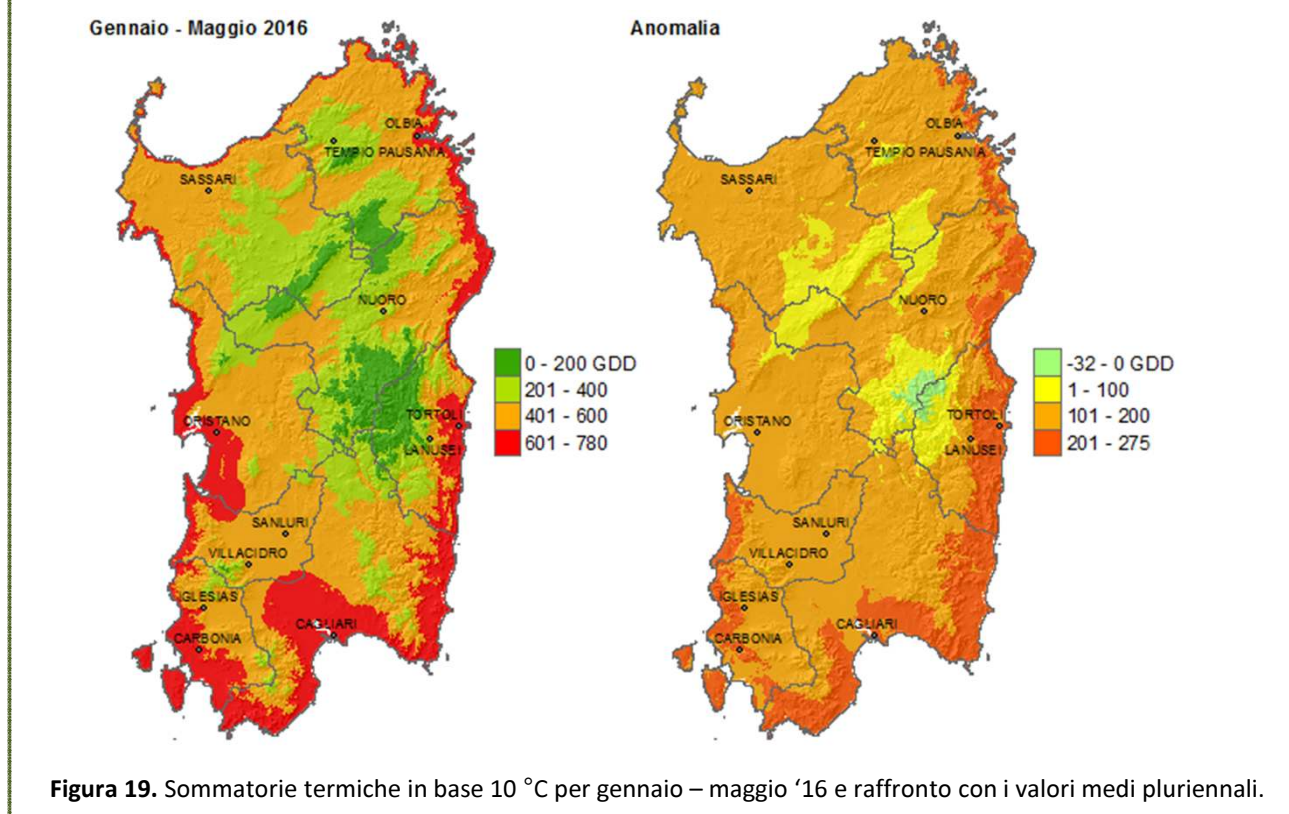 Gennaio - Maggio 2016
OLBIA
TEMPIO PAUSANIA
SASSARI
NUORO
ORISTANO
TORTOLI
LANUSEI
SANLURI
VILLACIDRO
IGLESIAS
CAGLIARI
CARBONIA
0 - 200 GDD
201 - 400
401 - 600
601 - 780
Anomalia
OLBIA
TEMPIO PAUSANIA
SASSARI
NUORO
ORISTANO
TORTOLI
LANUSEI
SANLURI
VILLACIDRO
IGLESIAS
CAGLIARI
CARBONIA
-32 - 0 GDD
1 - 100
101 - 200
201 - 275
Figura 19. Sommatorie termiche in base 10 °C per gennaio – maggio ‘16 e raffronto con i valori medi pluriennali.